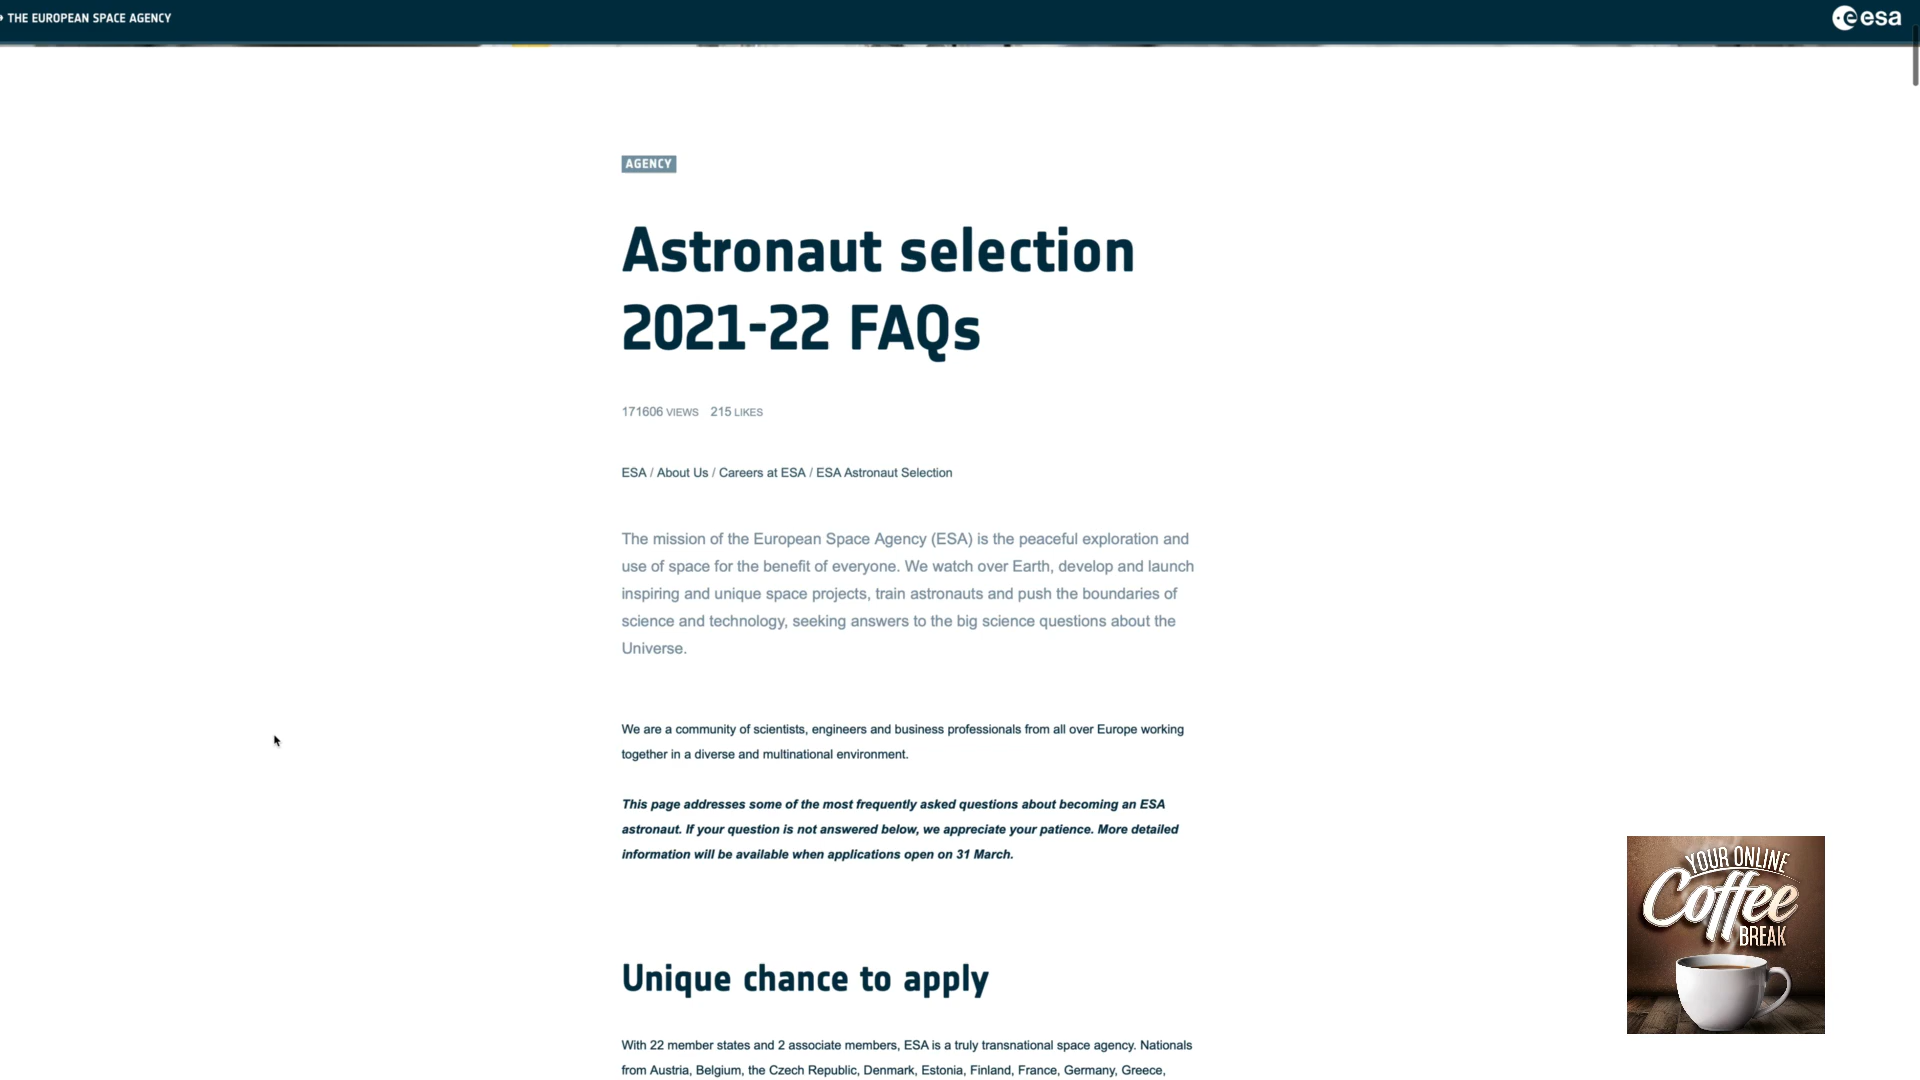 THE EUROPEAN SPACE AGENCY
esa
AGENCY
Astronaut selection
2021-22 FAQs
171606 VIEWS 215 LIKES
ESA / About Us / Careers at ESA / ESA Astronaut Selection
The mission of the European Space Agency (ESA) is the peaceful exploration and
use of space for the benefit of everyone. We watch over Earth, develop and launch
inspiring and unique space projects, train astronauts and push the boundaries of
science and technology, seeking answers to the big science questions about the
Universe.
We are a community of scientists, engineers and business professionals from all over Europe working
together in a diverse and multinational environment.
This page addresses some of the most frequently asked questions about becoming an ESA
astronaut. If your question is not answered below, we appreciate your patience. More detailed
information will be available when applications open on 31 March.
YOUR ONLINE
Coffee
BREAK
Unique chance to apply
With 22 member states and 2 associate members, ESA is a truly transnational space agency. Nationals
from Austria, Belgium, the Czech Republic, Denmark, Estonia, Finland, France, Germany, Greece,